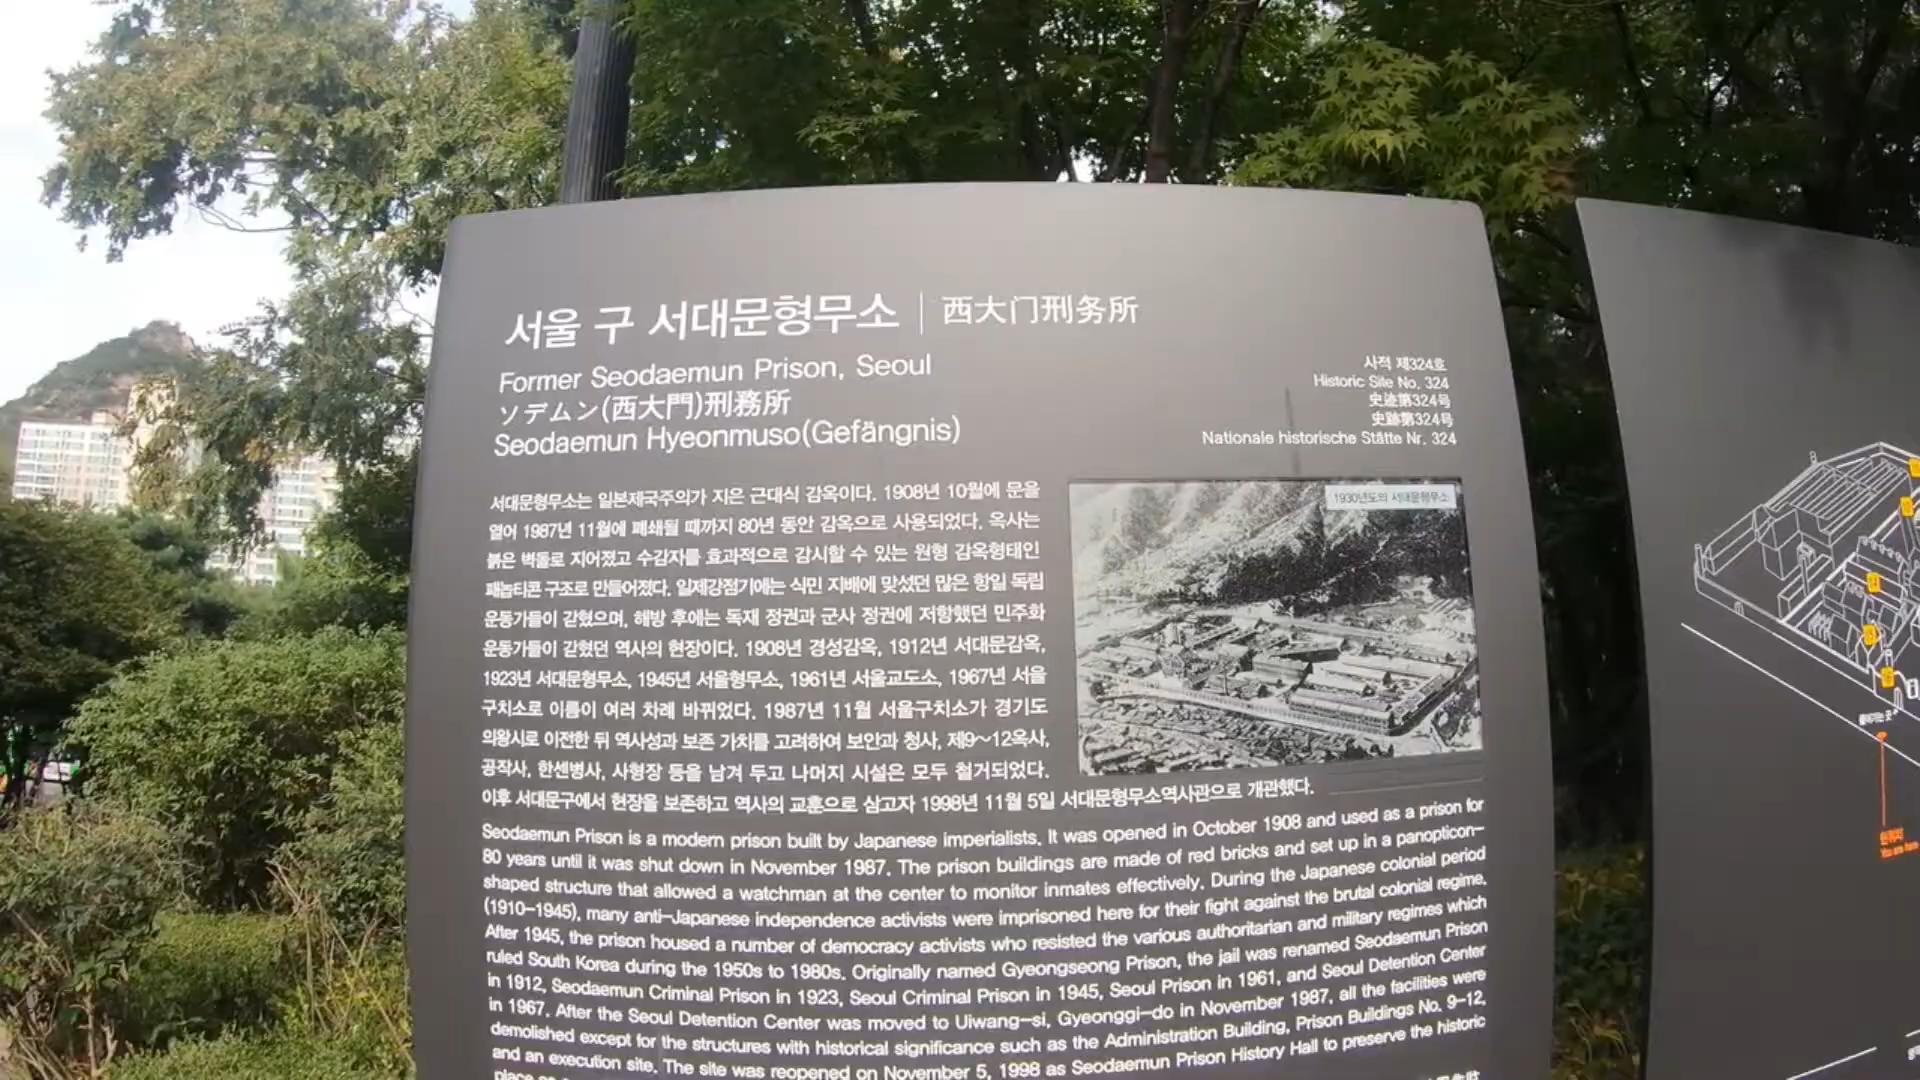 서울 구 서대문형무소 | 西大门刑务所
Former Seodaemun Prison, Seoul
ソデムン(西大門)刑務所
Seodaemun Hyeonmuso(Gefängnis)
사적 제324호
Historic Site No. 324
史迹第324号
史跡第324号
Nationale historische Stätte Nr. 324
서대문형무소는 일본제국주의가 지은 근대식 감옥이다. 1908년 10월에 문을
열어 1987년 11월에 폐쇄될 때까지 80년 동안 감옥으로 사용되었다. 옥사는
붉은 벽돌로 지어졌고 수감자를 효과적으로 감시할 수 있는 원형 감옥형태인
패놉티콘 구조로 만들어졌다. 일제강점기에는 식민 지배에 맞섰던 많은 항일 독립
운동가들이 갇혔으며, 해방 후에는 독재 정권과 군사 정권에 저항했던 민주화
운동가들이 갇혔던 역사의 현장이다. 1908년 경성감옥, 1912년 서대문감옥,
1923년 서대문형무소, 1945년 서울형무소, 1961년 서울교도소, 1967년 서울
구치소로 이름이 여러 차례 바뀌었다. 1987년 11월 서울구치소가 경기도
의왕시로 이전한 뒤 역사성과 보존 가치를 고려하여 보안과 청사, 제9~12옥사,
공작사, 한센병사, 사형장 등을 남겨 두고 나머지 시설은 모두 철거되었다.
이후 서대문구에서 현장을 보존하고 역사의 교훈으로 삼고자 1998년 11월 5일 서대문형무소역사관으로 개관했다.
1930년도의 서대문형무소
Seodaemun Prison is a modern prison built by Japanese imperialists. It was opened in October 1908 and used as a prison for
80 years until it was shut down in November 1987. The prison buildings are made of red bricks and set up in a panopticon-
shaped structure that allowed a watchman at the center to monitor inmates effectively. During the Japanese colonial period
(1910-1945), many anti-Japanese independence activists were imprisoned here for their fight against the brutal colonial regime.
After 1945, the prison housed a number of democracy activists who resisted the various authoritarian and military regimes which
ruled South Korea during the 1950s to 1980s. Originally named Gyeongseong Prison, the jail was renamed Seodaemun Prison
in 1912, Seodaemun Criminal Prison in 1923, Seoul Criminal Prison in 1945, Seoul Prison in 1961, and Seoul Detention Center
in 1967. After the Seoul Detention Center was moved to Uiwang-si, Gyeonggi-do in November 1987, all the facilities were
demolished except for the structures with historical significance such as the Administration Building, Prison Buildings No. 9-12,
and an execution site. The site was reopened on November 5, 1998 as Seodaemun Prison History Hall to preserve the historic
place
현위치
You are here